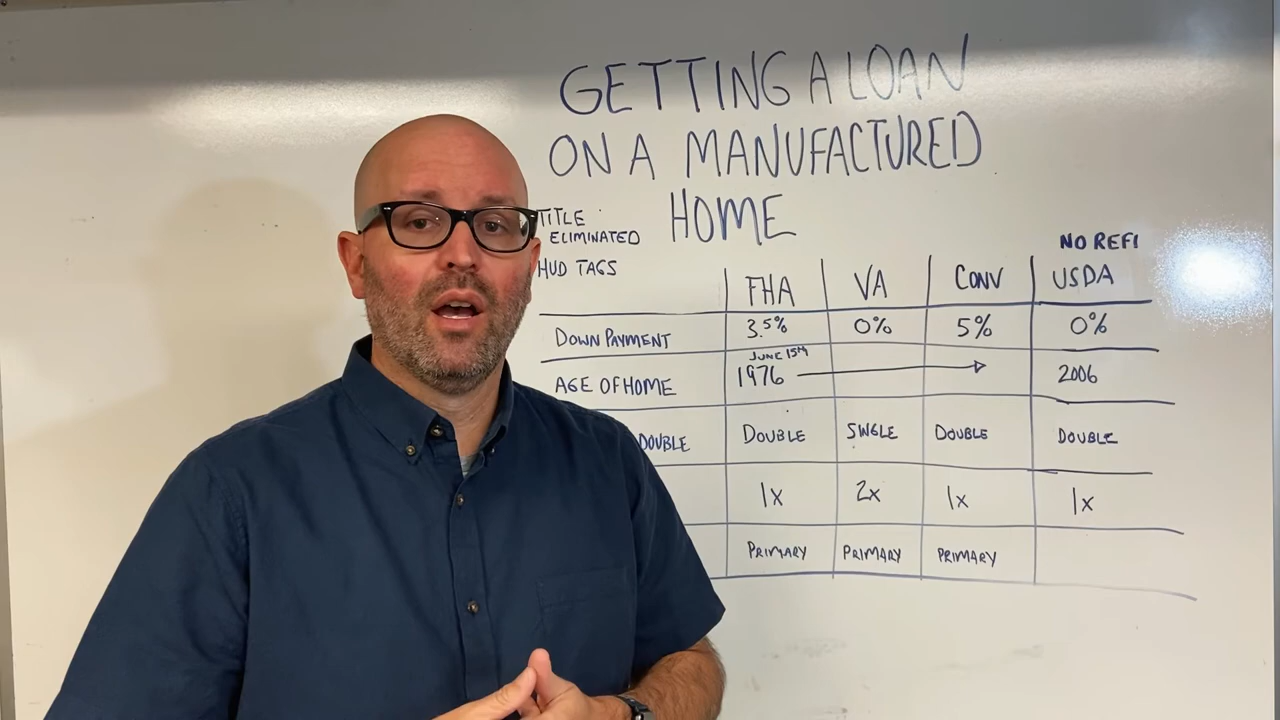 GETTING A LOAN
ON A MANUFACTURED
HOME
TITLE
ELIMINATED
HUD TAGS
NO REFI
FHA VA CONV USDA
DOWN PAYMENT 3.5% 0% 5% 0%
JUNE 15TH
AGE OF HOME 1976 2006
DOUBLE DOUBLE SINGLE DOUBLE DOUBLE
1x 2x 1x 1x
PRIMARY PRIMARY PRIMARY